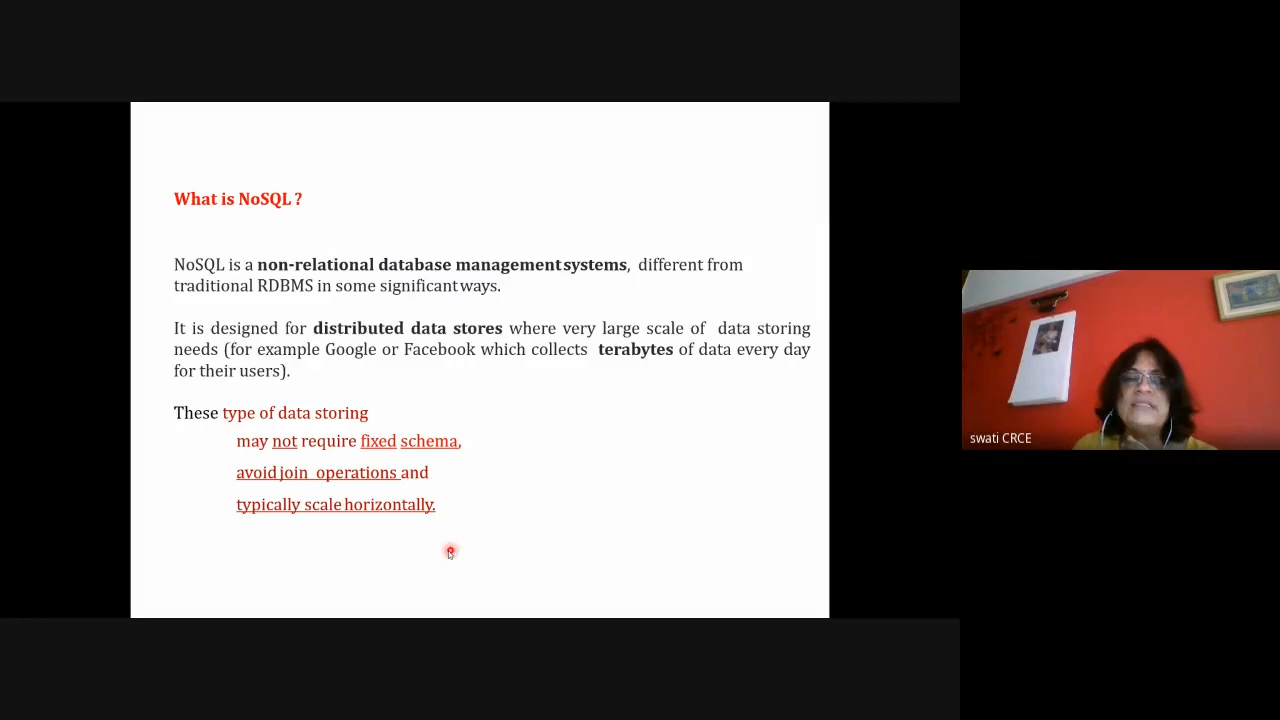 What is NoSQL ?
NoSQL is a non-relational database management systems, different from
traditional RDBMS in some significant ways.
It is designed for distributed data stores where very large scale of data storing
needs (for example Google or Facebook which collects terabytes of data every day
for their users).
These type of data storing
may not require fixed schema,
avoid join operations and
typically scale horizontally.
swati CRCE